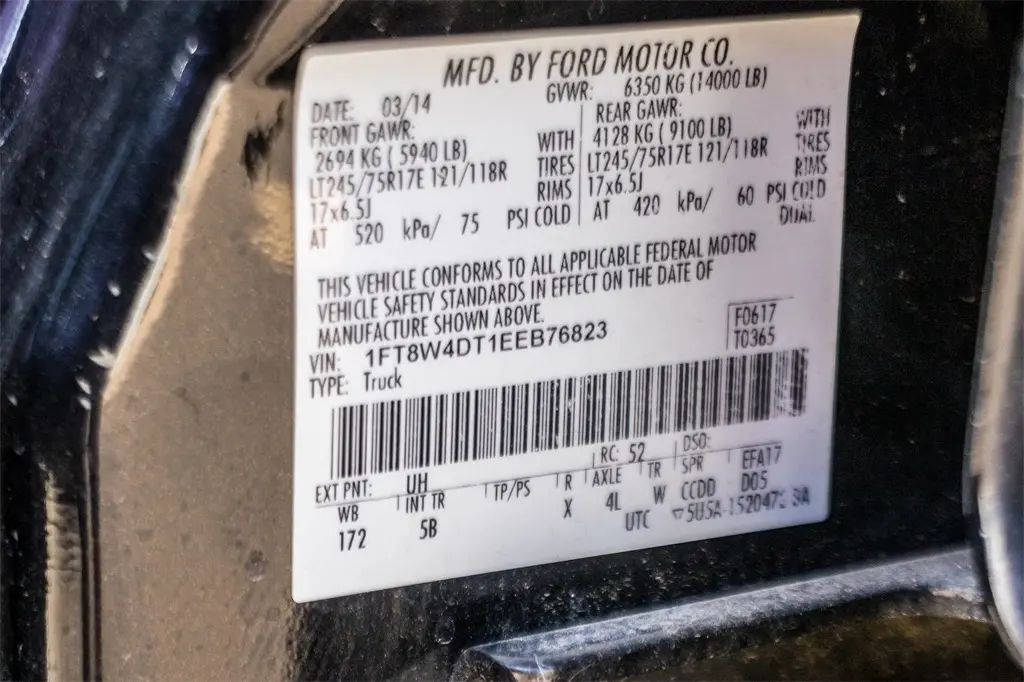 MFD. BY FORD MOTOR CO.
DATE: 03/14 GVWR: 6350 KG (14000 LB)
FRONT GAWR: REAR GAWR:
2694 KG ( 5940 LB) WITH 4128 KG ( 9100 LB) WITH
LT245/75R17E 121/118R TIRES LT245/75R17E 121/118R TIRES
17x6.5J RIMS 17x6.5J RIMS
AT 520 kPa/ 75 PSI COLD AT 420 kPa/ 60 PSI COLD
DUAL
THIS VEHICLE CONFORMS TO ALL APPLICABLE FEDERAL MOTOR
VEHICLE SAFETY STANDARDS IN EFFECT ON THE DATE OF
MANUFACTURE SHOWN ABOVE.
VIN: 1FT8W4DT1EEB76823 F0617
TYPE: Truck T0365
EXT PNT: UH RC: 52 DSO:
WB INT TR TP/PS R AXLE TR SPR EFA17
172 5B X 4L W CCDD D05
UTC